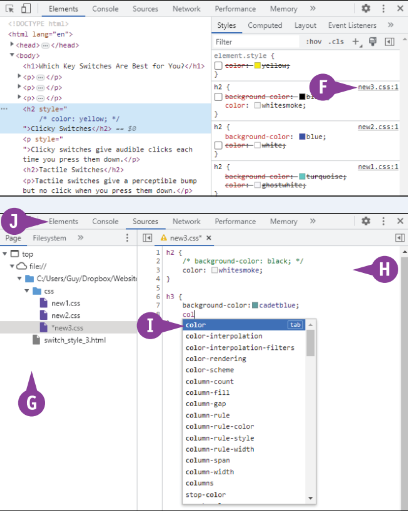 Elements Console Sources Network »
<!DOCTYPE html>
<html lang="en">
<head> </head>
<body>
<h1>Which Key Switches Are Best for You?</h1>
<p> </p>
<p> </p>
<p> </p>
<h2 style="
/* color: yellow; */
">Clicky Switches</h2> == $0
<p style="
">Clicky switches give audible clicks each
time you press them down.</p>
<h2>Tactile Switches</h2>
<p>Tactile switches give a perceptible bump
but no click when you press them down.</p>
Styles Computed Layout Event Listeners »
Filter :hov .cls
element.style {
color: yellow;
}
h2 { new3.css:1
background-color:
color: whitesmoke;
}
h2 { new2.css:1
background-color: blue;
color: white;
}
h2 { new1.css:1
background-color: turquoise;
color: ghostwhite;
F
J
Elements Console Sources Network Performance Memory »
Page Filesystem »
top
file://
C:/Users/Guy/Dropbox/Website
css
new1.css
new2.css
*new3.css
switch_style_3.html
G
new3.css*
1 h2 {
2 /* background-color: black; */
3 color: whitesmoke;
4 }
5
6 h3 {
7 background-color: cadetblue;
8 col
H
I
color tab
color-interpolation
color-interpolation-filters
color-rendering
color-scheme
column-count
column-fill
column-gap
column-rule
column-rule-color
column-rule-style
column-rule-width
column-span
column-width
columns
stop-color